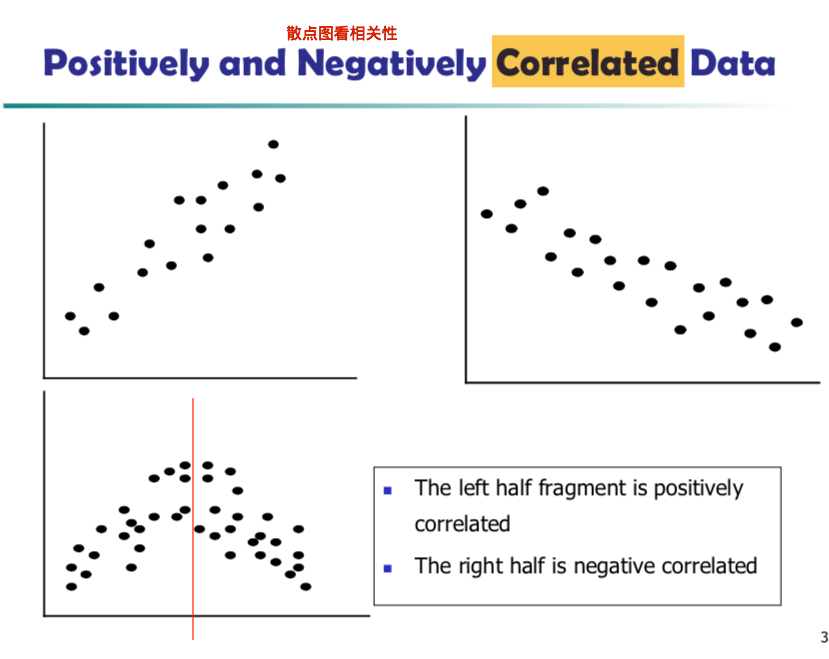 散点图看相关性
Positively and Negatively Correlated Data
The left half fragment is positively
correlated
The right half is negative correlated
3